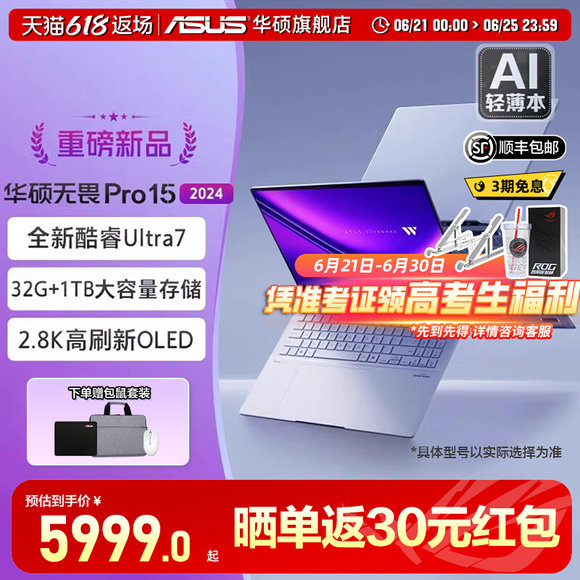 天猫618返场 ASUS 华硕旗舰店 06/21 00:00 ▸ 06/25 23:59
AI
轻薄本
重磅新品
SF 顺丰包邮
华硕无畏Pro15 2024
3期免息
全新酷睿Ultra7
ASUS Vivobook
ROG
6月21日-6月30日
32G+1TB大容量存储
凭准考证领高考生福利
*先到先得 详情咨询客服
2.8K高刷新OLED
下单赠包鼠套装
*具体型号以实际选择为准
预估到手价¥
5999.0 起
晒单返30元红包